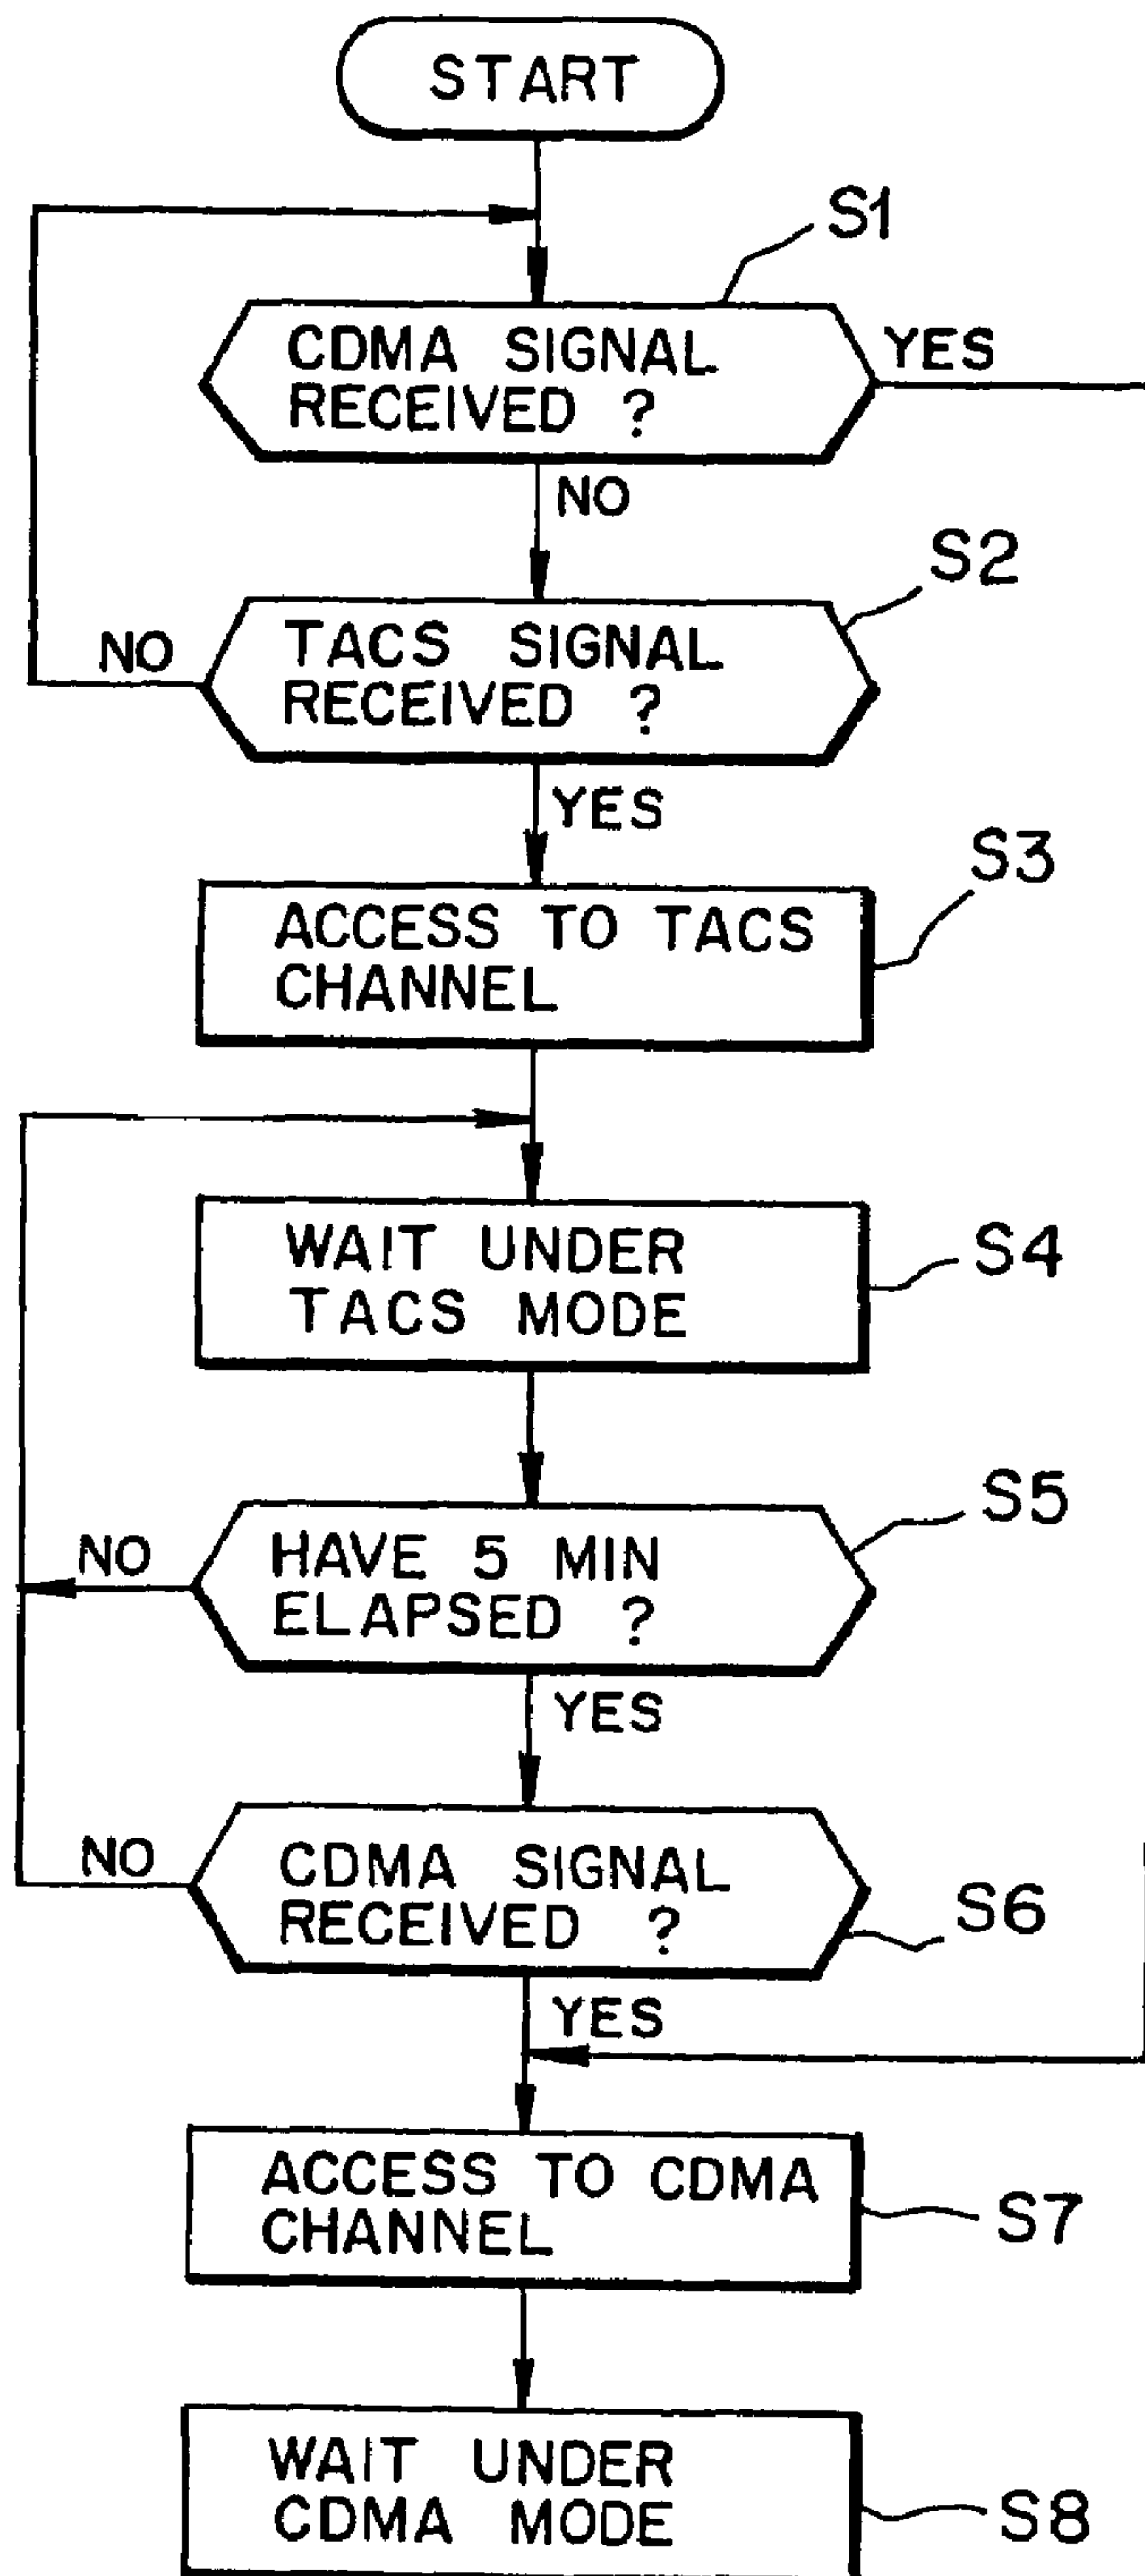 START
S1
CDMA SIGNAL
RECEIVED ?
YES
NO
S2
TACS SIGNAL
RECEIVED ?
NO
YES
S3
ACCESS TO TACS
CHANNEL
WAIT UNDER
TACS MODE
S4
S5
HAVE 5 MIN
ELAPSED ?
NO
YES
CDMA SIGNAL
RECEIVED ?
NO
S6
YES
ACCESS TO CDMA
CHANNEL
S7
WAIT UNDER
CDMA MODE
S8